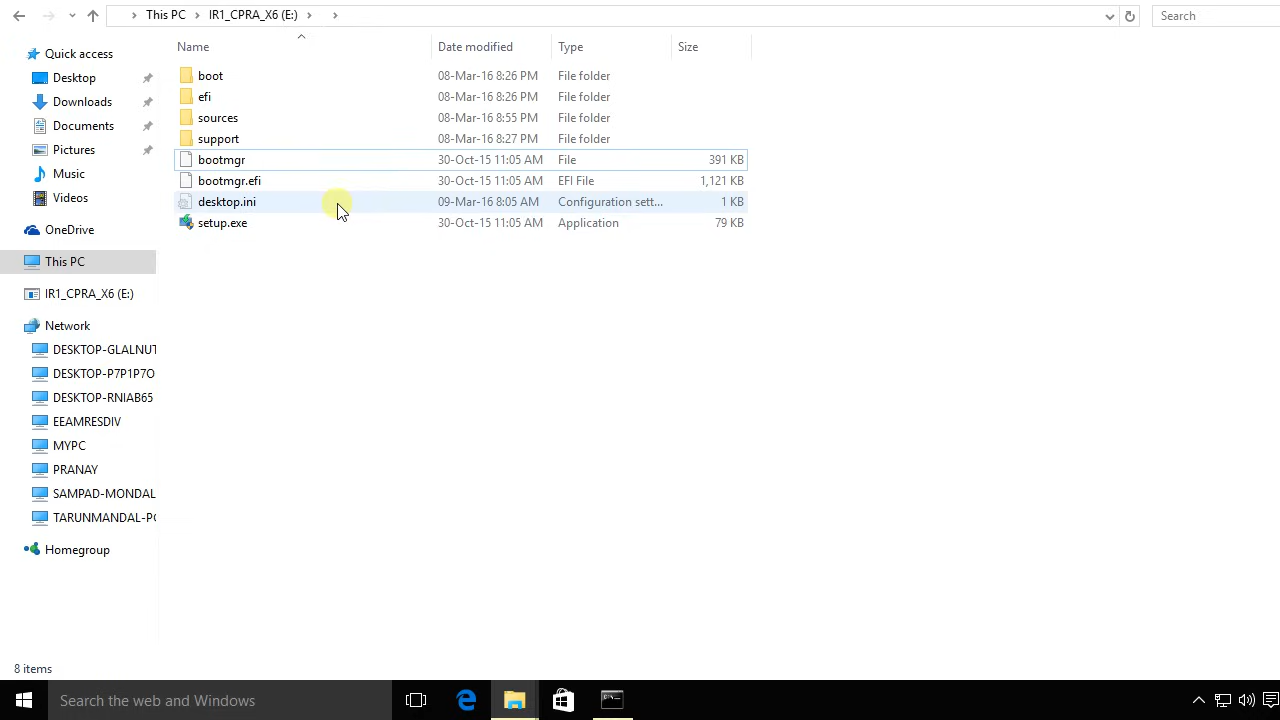 This PC > IR1_CPRA_X6 (E:) > >
Search
Name Date modified Type Size
Quick access
Desktop
Downloads
Documents
Pictures
Music
Videos
OneDrive
This PC
IR1_CPRA_X6 (E:)
Network
DESKTOP-GLALNUT
DESKTOP-P7P1P7O
DESKTOP-RNIAB65
EEAMRESDIV
MYPC
PRANAY
SAMPAD-MONDAL
TARUNMANDAL-PC
Homegroup
boot 08-Mar-16 8:26 PM File folder
efi 08-Mar-16 8:26 PM File folder
sources 08-Mar-16 8:55 PM File folder
support 08-Mar-16 8:27 PM File folder
bootmgr 30-Oct-15 11:05 AM File 391 KB
bootmgr.efi 30-Oct-15 11:05 AM EFI File 1,121 KB
desktop.ini 09-Mar-16 8:05 AM Configuration sett... 1 KB
setup.exe 30-Oct-15 11:05 AM Application 79 KB
8 items
Search the web and Windows